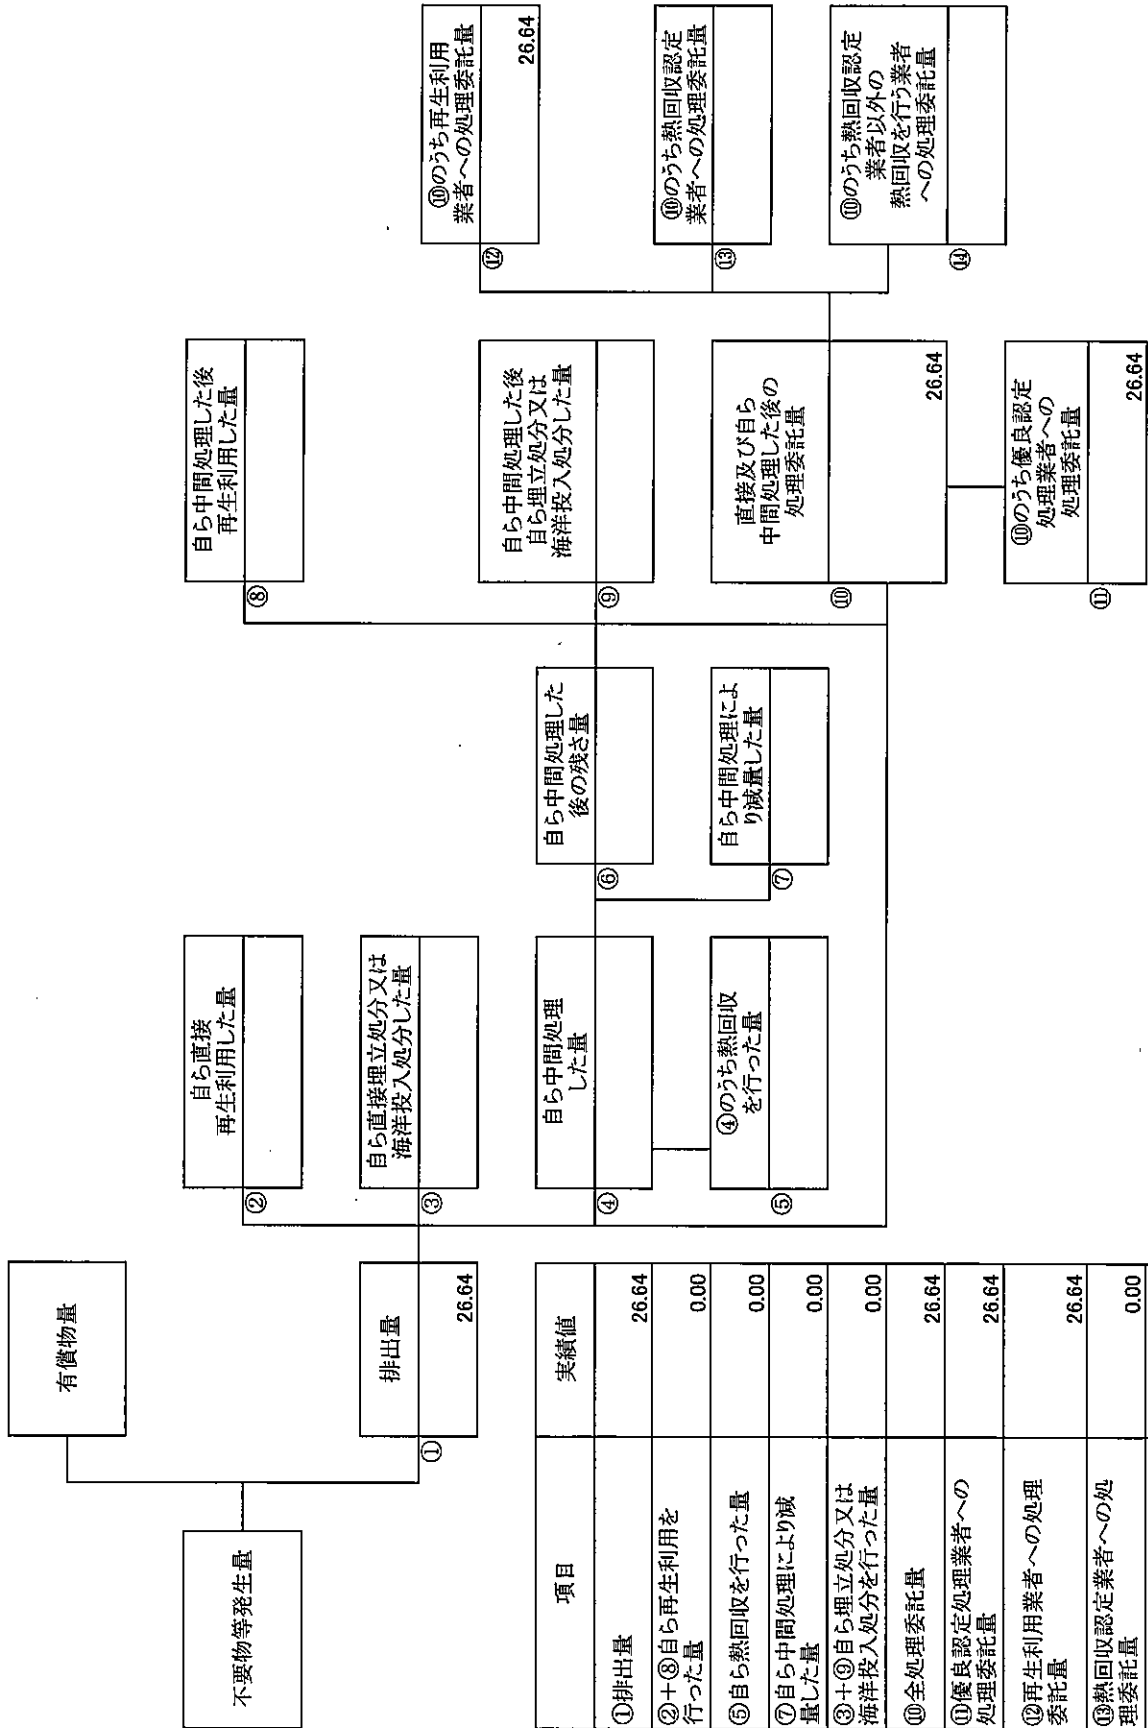 不要物等発生量
有償物量
排出量
①
26.64
自ら直接
再生利用した量
②
自ら直接埋立処分又は
海洋投入処分した量
③
自ら中間処理
した量
④
④のうち熱回収
を行った量
⑤
自ら中間処理した
後の残さ量
⑥
自ら中間処理によ
り減量した量
⑦
自ら中間処理した後
再生利用した量
⑧
自ら中間処理した後
自ら埋立処分又は
海洋投入処分した量
⑨
直接及び自ら
中間処理した後の
処理委託量
⑩
26.64
⑩のうち優良認定
処理業者への
処理委託量
⑪
26.64
⑩のうち再生利用
業者への処理委託量
⑫
26.64
⑩のうち熱回収認定
業者への処理委託量
⑬
⑩のうち熱回収認定
業者以外の
熱回収を行う業者
への処理委託量
⑭
項目 実績値
①排出量 26.64
②+⑧自ら再生利用を
行った量 0.00
⑤自ら熱回収を行った量 0.00
⑦自ら中間処理により減
量した量 0.00
③+⑨自ら埋立処分又は
海洋投入処分を行った量 0.00
⑩全処理委託量 26.64
⑪優良認定処理業者への
処理委託量 26.64
⑫再生利用業者への処理
委託量 26.64
⑬熱回収認定業者への処
理委託量 0.00